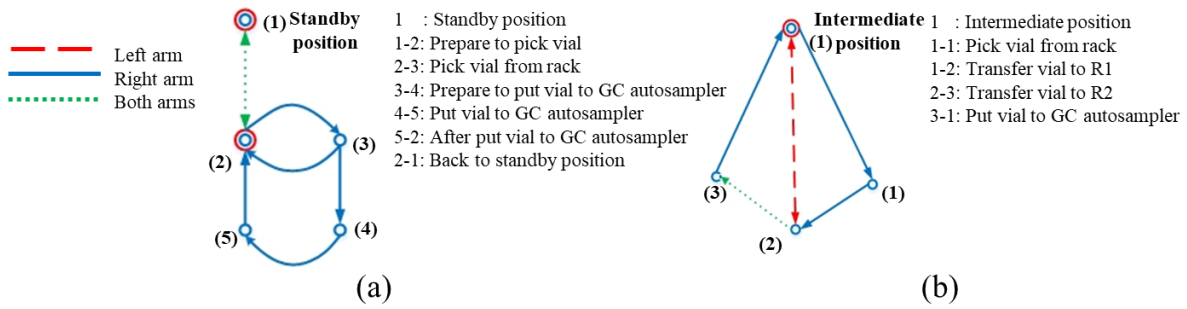 Left arm
Right arm
Both arms
(1) Standby
position
(2)
(3)
(4)
(5)
1 : Standby position
1-2: Prepare to pick vial
2-3: Pick vial from rack
3-4: Prepare to put vial to GC autosampler
4-5: Put vial to GC autosampler
5-2: After put vial to GC autosampler
2-1: Back to standby position
(a)
Intermediate
(1) position
(1)
(2)
(3)
1 : Intermediate position
1-1: Pick vial from rack
1-2: Transfer vial to R1
2-3: Transfer vial to R2
3-1: Put vial to GC autosampler
(b)